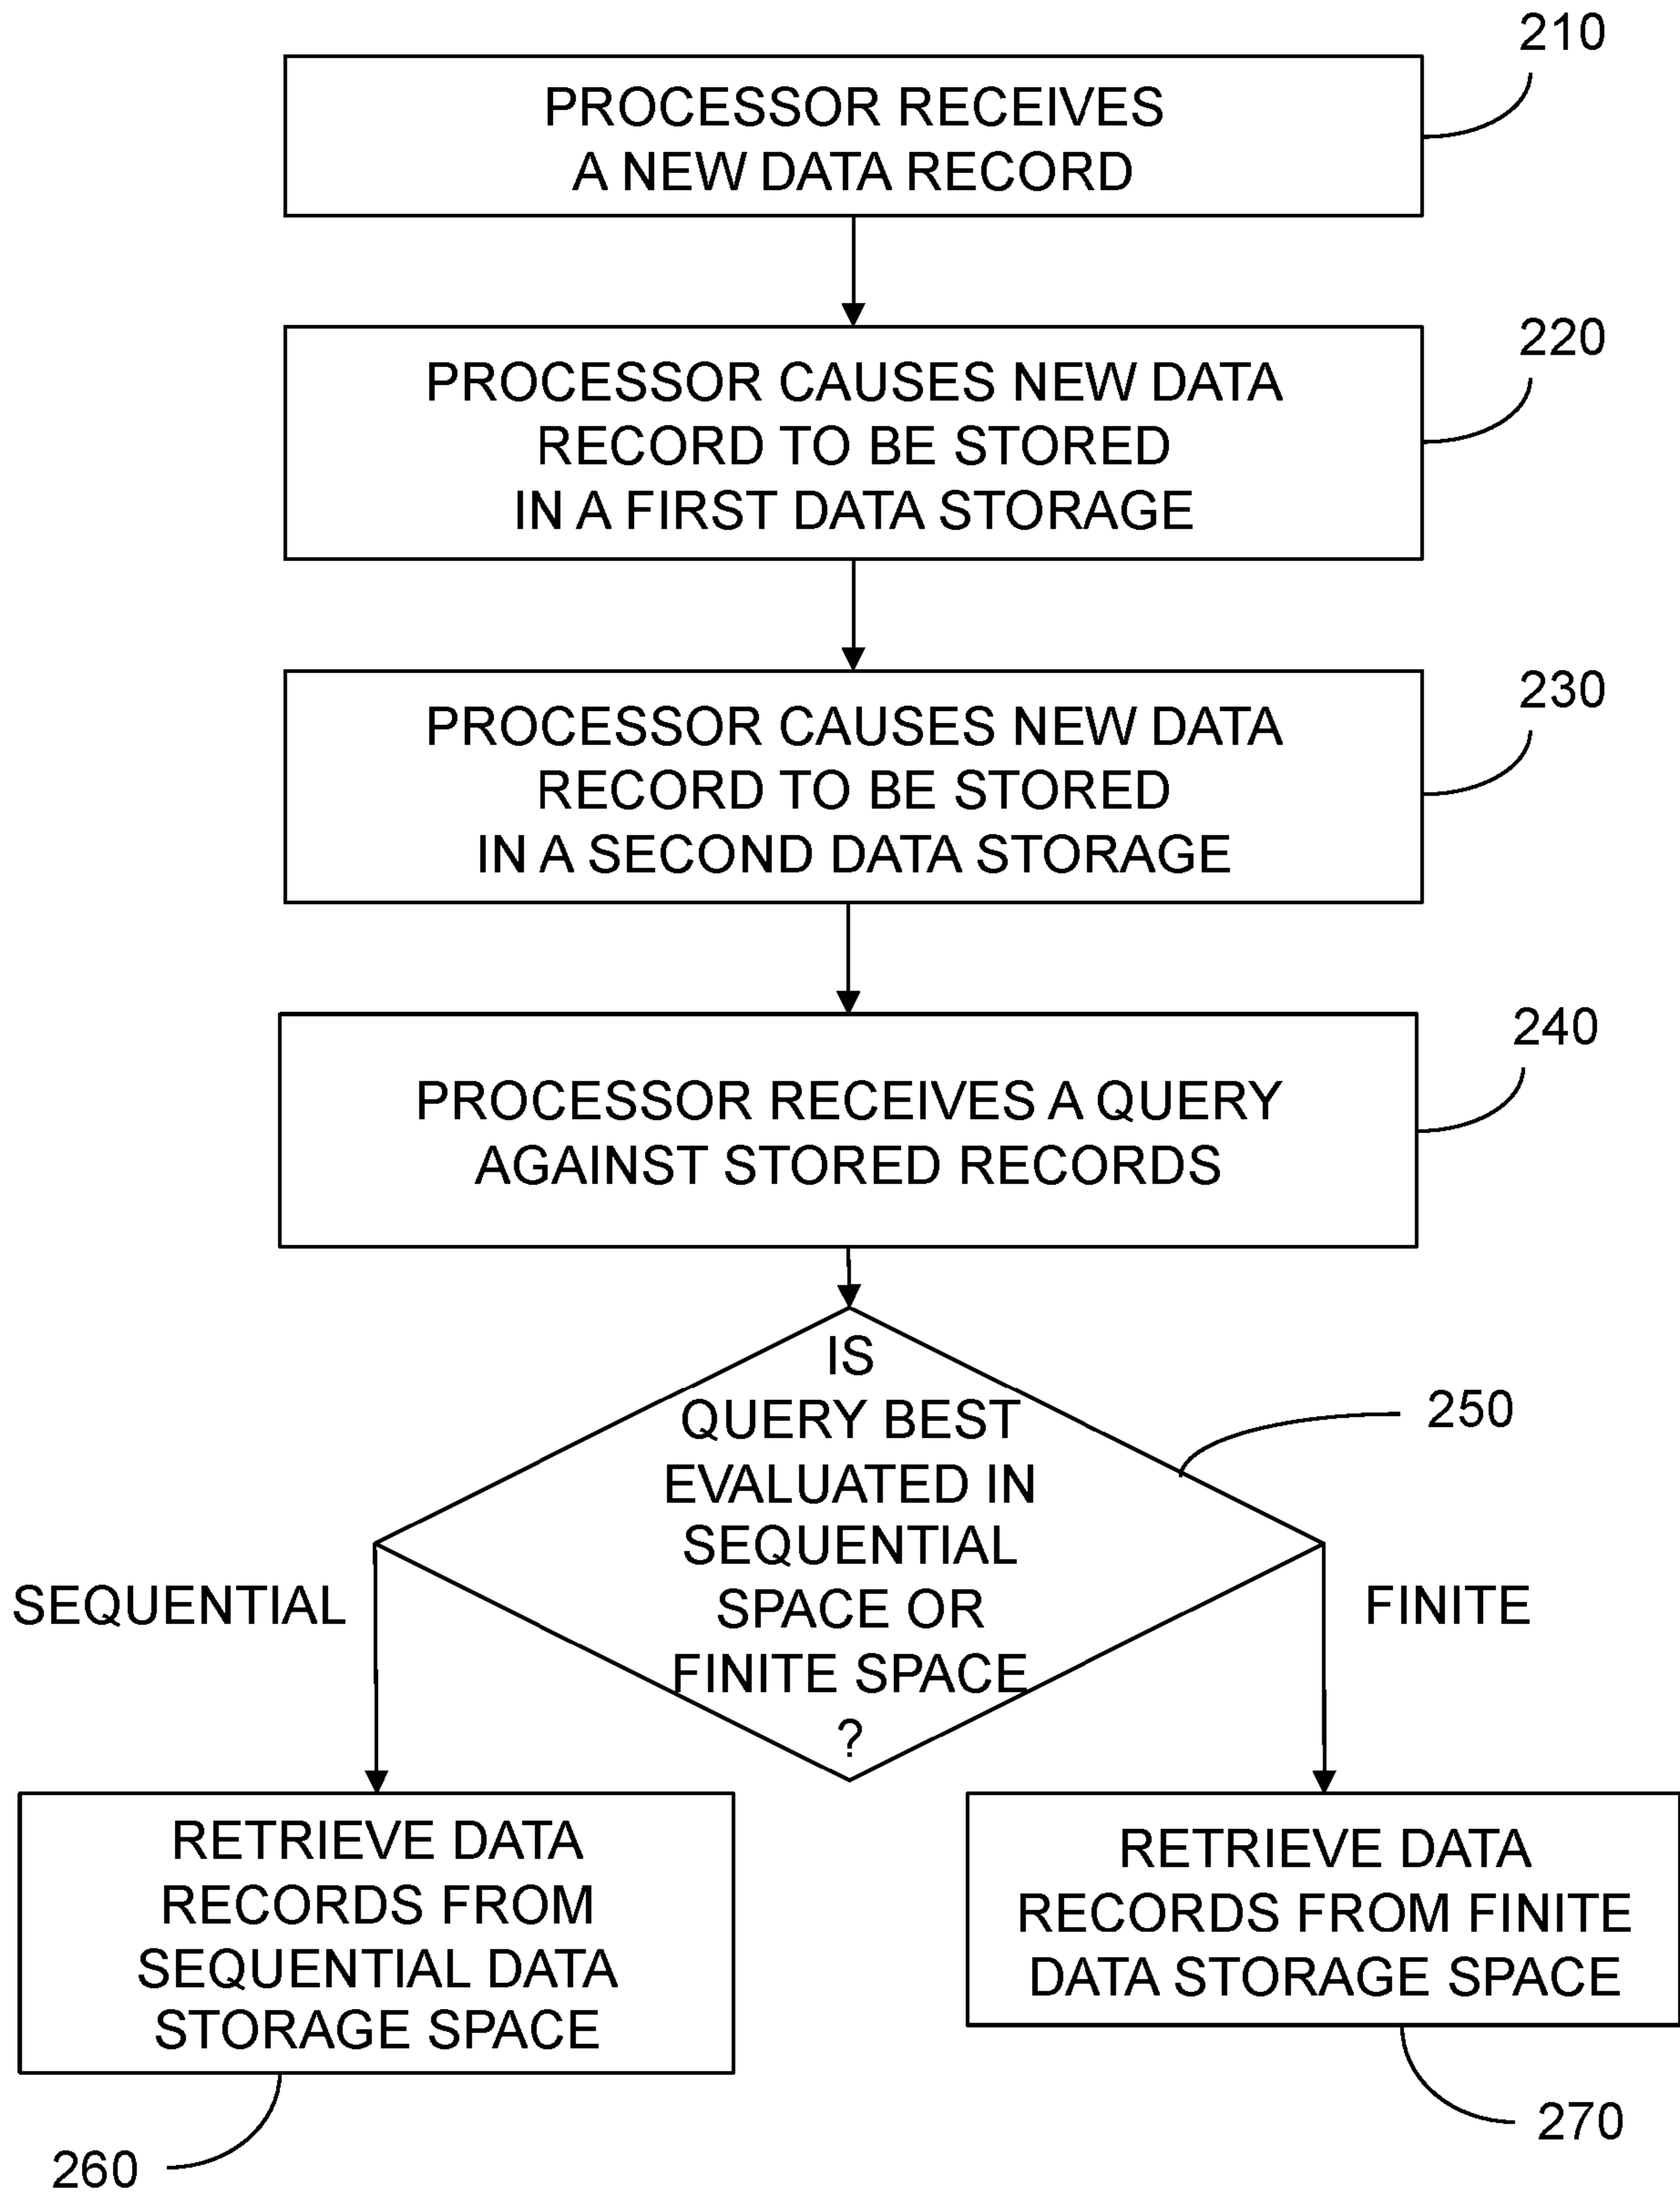 210
PROCESSOR RECEIVES
A NEW DATA RECORD
220
PROCESSOR CAUSES NEW DATA
RECORD TO BE STORED
IN A FIRST DATA STORAGE
230
PROCESSOR CAUSES NEW DATA
RECORD TO BE STORED
IN A SECOND DATA STORAGE
240
PROCESSOR RECEIVES A QUERY
AGAINST STORED RECORDS
IS
QUERY BEST
EVALUATED IN
SEQUENTIAL
SPACE OR
FINITE SPACE
?
250
SEQUENTIAL
FINITE
RETRIEVE DATA
RECORDS FROM
SEQUENTIAL DATA
STORAGE SPACE
260
RETRIEVE DATA
RECORDS FROM FINITE
DATA STORAGE SPACE
270